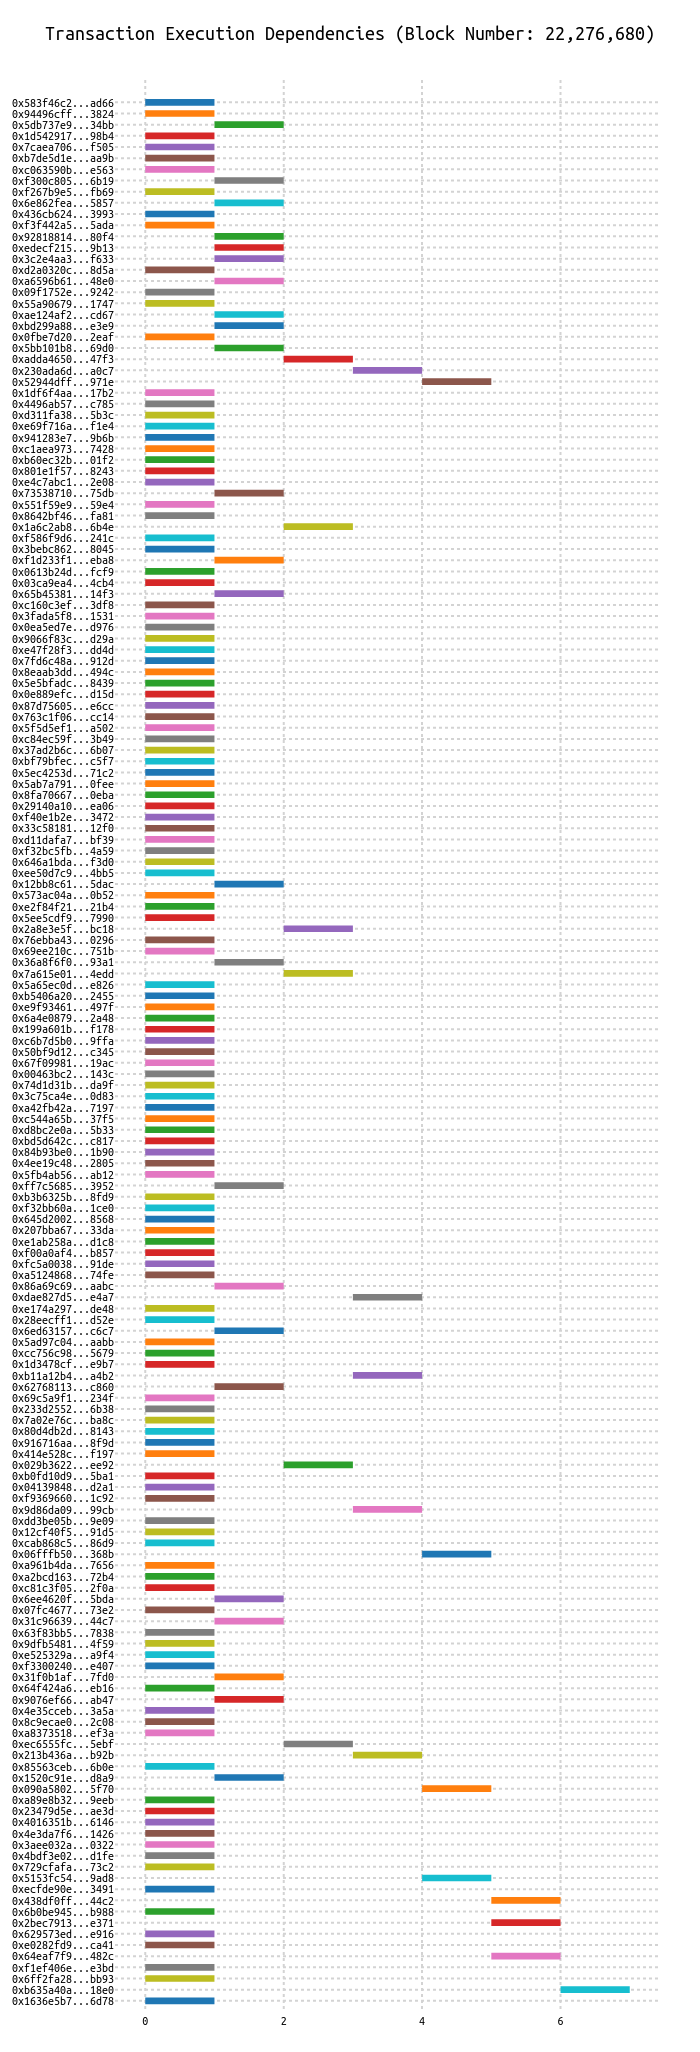 Transaction Execution Dependencies (Block Number: 22,276,680)
0x583f46c2...ad66
0x94496cff...3824
0x5db737e9...34bb
0x1d542917...98b4
0x7caea706...f505
0xb7de5d1e...aa9b
0xc063590b...e563
0xf300c805...6b19
0xf267b9e5...fb69
0x6e862fea...5857
0x436cb624...3993
0xf3f442a5...5ada
0x92818814...80f4
0xedecf215...9b13
0x3c2e4aa3...f633
0xd2a0320c...8d5a
0xa6596b61...48e0
0x09f1752e...9242
0x55a90679...1747
0xae124af2...cd67
0xbd299a88...e3e9
0x0fbe7d20...2eaf
0x5bb101b8...69d0
0xadda4650...47f3
0x230ada6d...a0c7
0x52944dff...971e
0x1df6f4aa...17b2
0x4496ab57...c785
0xd311fa38...5b3c
0xe69f716a...f1e4
0x941283e7...9b6b
0xc1aea973...7428
0xb60ec32b...01f2
0x801e1f57...8243
0xe4c7abc1...2e08
0x73538710...75db
0x551f59e9...59e4
0x8642bf46...fa81
0x1a6c2ab8...6b4e
0xf586f9d6...241c
0x3bebc862...8045
0xf1d233f1...eba8
0x0613b24d...fcf9
0x03ca9ea4...4cb4
0x65b45381...14f3
0xc160c3ef...3df8
0x3fada5f8...1531
0x0ea5ed7e...d976
0x9066f83c...d29a
0xe47f28f3...dd4d
0x7fd6c48a...912d
0x8eaab3dd...494c
0x5e5bfadc...8439
0x0e889efc...d15d
0x87d75605...e6cc
0x763c1f06...cc14
0x5f5d5ef1...a502
0xc84ec59f...3b49
0x37ad2b6c...6b07
0xbf79bfec...c5f7
0x5ec4253d...71c2
0x5ab7a791...0fee
0x8fa70667...0eba
0x29140a10...ea06
0xf40e1b2e...3472
0x33c58181...12f0
0xd11dafa7...bf39
0xf32bc5fb...4a59
0x646a1bda...f3d0
0xee50d7c9...4bb5
0x12bb8c61...5dac
0x573ac04a...0b52
0xe2f84f21...21b4
0x5ee5cdf9...7990
0x2a8e3e5f...bc18
0x76ebba43...0296
0x69ee210c...751b
0x36a8f6f0...93a1
0x7a615e01...4edd
0x5a65ec0d...e826
0xb5406a20...2455
0xe9f93461...497f
0x6a4e0879...2a48
0x199a601b...f178
0xc6b7d5b0...9ffa
0x50bf9d12...c345
0x67f09981...19ac
0x00463bc2...143c
0x74d1d31b...da9f
0x3c75ca4e...0d83
0xa42fb42a...7197
0xc544a65b...37f5
0xd8bc2e0a...5b33
0xbd5d642c...c817
0x84b93be0...1b90
0x4ee19c48...2805
0x5fb4ab56...ab12
0xff7c5685...3952
0xb3b6325b...8fd9
0xf32bb60a...1ce0
0x645d2002...8568
0x207bba67...33da
0xe1ab258a...d1c8
0xf00a0af4...b857
0xfc5a0038...91de
0xa5124868...74fe
0x86a69c69...aabc
0xdae827d5...e4a7
0xe174a297...de48
0x28eecff1...d52e
0x6ed63157...c6c7
0x5ad97c04...aabb
0xcc756c98...5679
0x1d3478cf...e9b7
0xb11a12b4...a4b2
0x62768113...c860
0x69c5a9f1...234f
0x233d2552...6b38
0x7a02e76c...ba8c
0x80d4db2d...8143
0x916716aa...8f9d
0x414e528c...f197
0x029b3622...ee92
0xb0fd10d9...5ba1
0x04139848...d2a1
0xf9369660...1c92
0x9d86da09...99cb
0xdd3be05b...9e09
0x12cf40f5...91d5
0xcab868c5...86d9
0x06fffb50...368b
0xa961b4da...7656
0xa2bcd163...72b4
0xc81c3f05...2f0a
0x6ee4620f...5bda
0x07fc4677...73e2
0x31c96639...44c7
0x63f83bb5...7838
0x9dfb5481...4f59
0xe525329a...a9f4
0xf3300240...e407
0x31f0b1af...7fd0
0x64f424a6...eb16
0x9076ef66...ab47
0x4e35cceb...3a5a
0x8c9ecae0...2c08
0xa8373518...ef3a
0xec6555fc...5ebf
0x213b436a...b92b
0x85563ceb...6b0e
0x1520c91e...d8a9
0x090a5802...5f70
0xa89e8b32...9eeb
0x23479d5e...ae3d
0x4016351b...6146
0x4e3da7f6...1426
0x3aee032a...0322
0x4bdf3e02...d1fe
0x729cfafa...73c2
0x5153fc54...9ad8
0xecfde90e...3491
0x438df0ff...44c2
0x6b0be945...b988
0x2bec7913...e371
0x629573ed...e916
0xe0282fd9...ca41
0x64eaf7f9...482c
0xf1ef406e...e3bd
0x6ff2fa28...bb93
0xb635a40a...18e0
0x1636e5b7...6d78
0 2 4 6